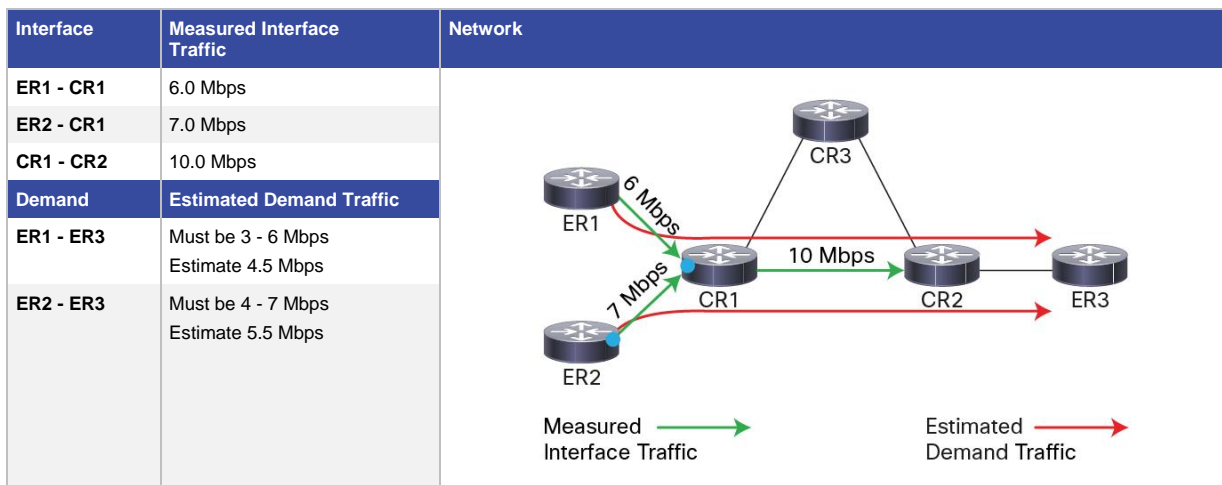 Interface
Measured Interface
Traffic
Network
ER1 - CR1
6.0 Mbps
ER2 - CR1
7.0 Mbps
CR1 - CR2
10.0 Mbps
Demand
Estimated Demand Traffic
ER1 - ER3
Must be 3 - 6 Mbps
Estimate 4.5 Mbps
ER2 - ER3
Must be 4 - 7 Mbps
Estimate 5.5 Mbps
CR3
6 Mbps
ER1
10 Mbps
7 Mbps
CR1
CR2
ER3
ER2
Measured
Interface Traffic
Estimated
Demand Traffic